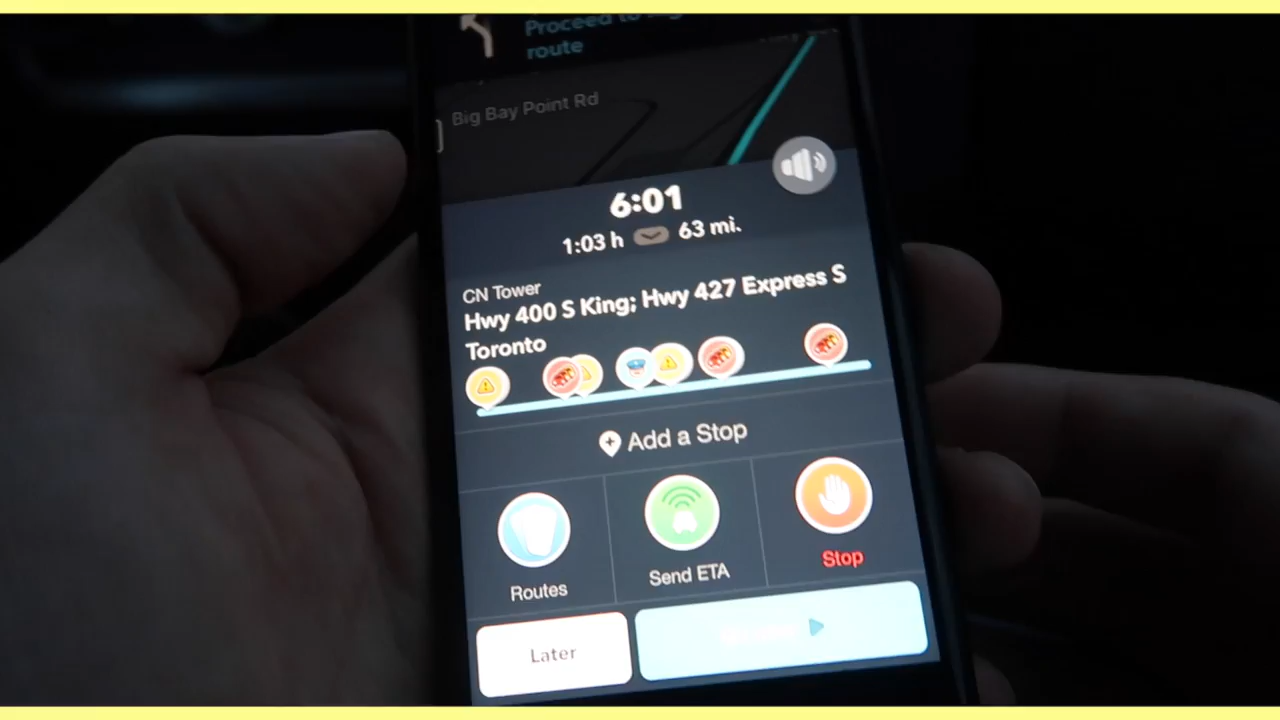 Proceed to
route
Big Bay Point Rd
6:01
1:03 h 63 mi.
CN Tower
Hwy 400 S King; Hwy 427 Express S
Toronto
Add a Stop
Routes
Send ETA
Stop
Later